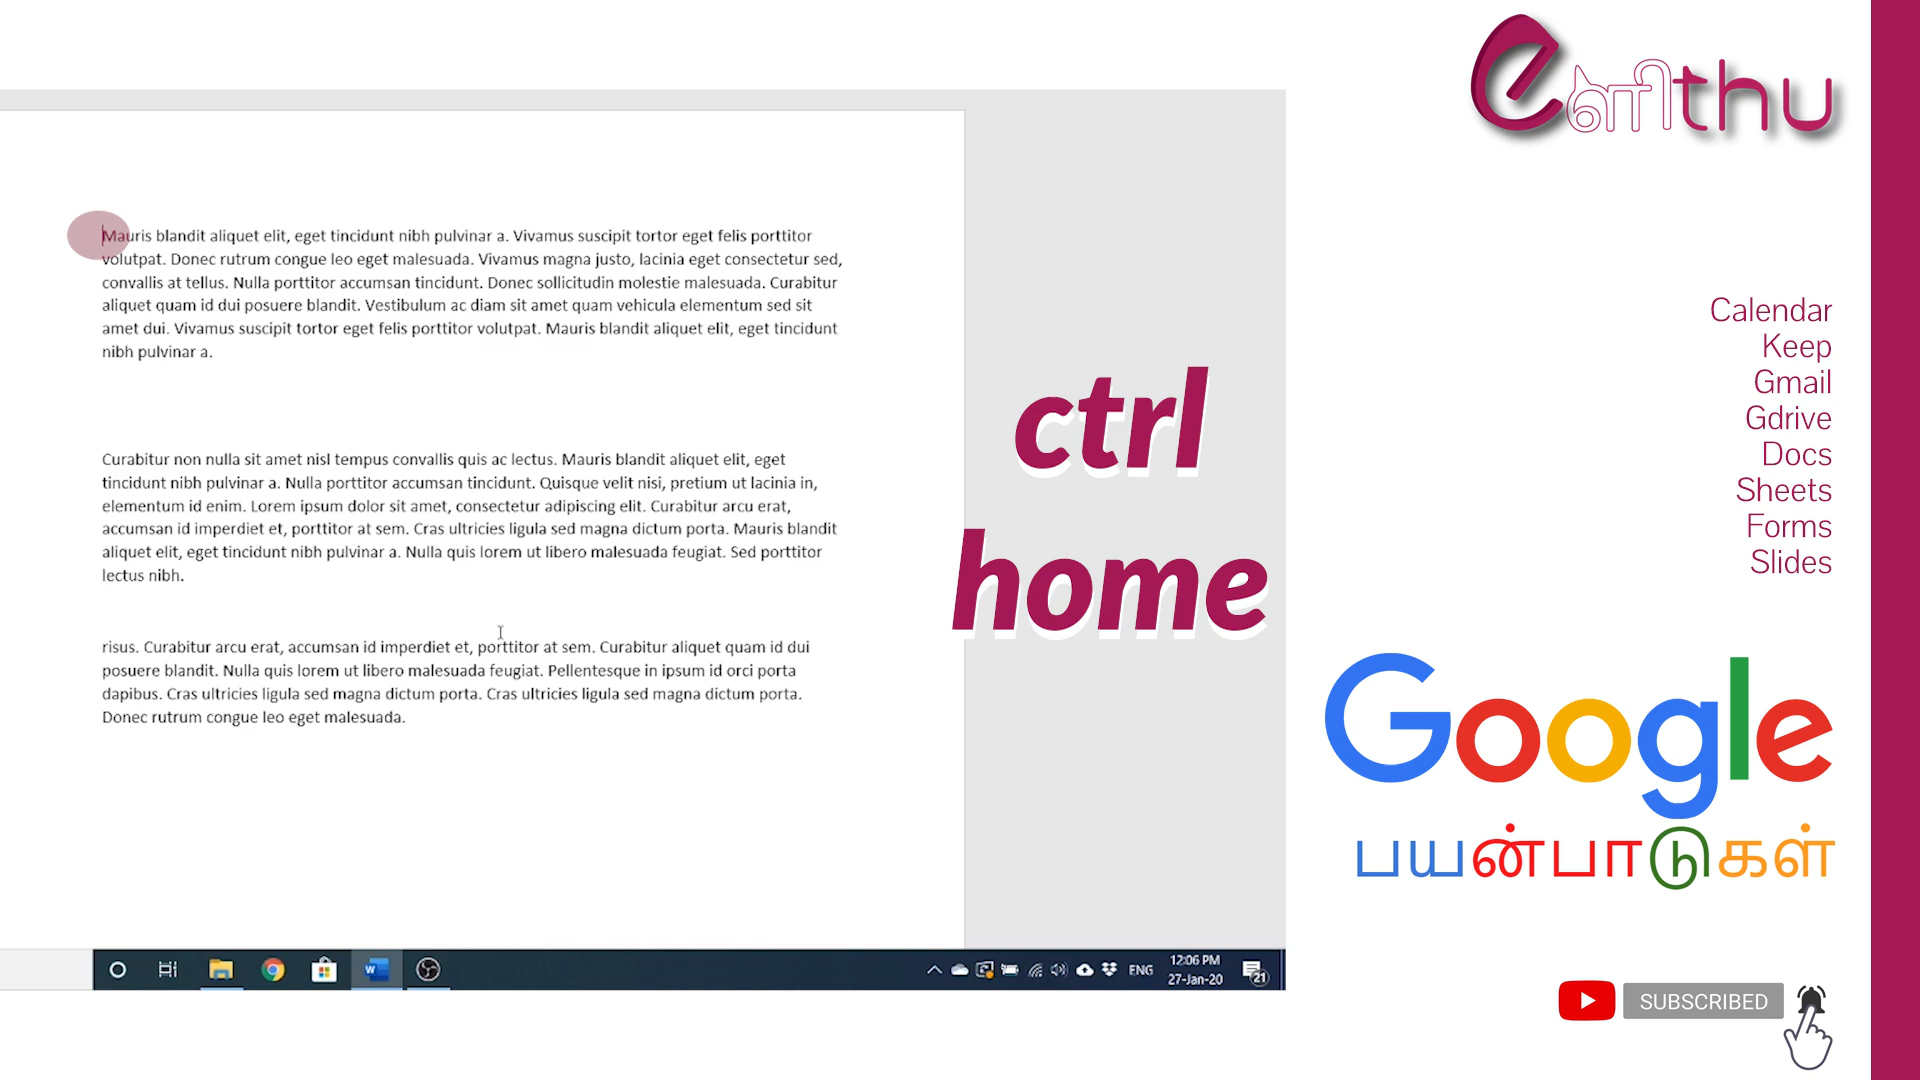 eளிthu
Mauris blandit aliquet elit, eget tincidunt nibh pulvinar a. Vivamus suscipit tortor eget felis porttitor
volutpat. Donec rutrum congue leo eget malesuada. Vivamus magna justo, lacinia eget consectetur sed,
convallis at tellus. Nulla porttitor accumsan tincidunt. Donec sollicitudin molestie malesuada. Curabitur
aliquet quam id dui posuere blandit. Vestibulum ac diam sit amet quam vehicula elementum sed sit
amet dui. Vivamus suscipit tortor eget felis porttitor volutpat. Mauris blandit aliquet elit, eget tincidunt
nibh pulvinar a.
Curabitur non nulla sit amet nisl tempus convallis quis ac lectus. Mauris blandit aliquet elit, eget
tincidunt nibh pulvinar a. Nulla porttitor accumsan tincidunt. Quisque velit nisi, pretium ut lacinia in,
elementum id enim. Lorem ipsum dolor sit amet, consectetur adipiscing elit. Curabitur arcu erat,
accumsan id imperdiet et, porttitor at sem. Cras ultricies ligula sed magna dictum porta. Mauris blandit
aliquet elit, eget tincidunt nibh pulvinar a. Nulla quis lorem ut libero malesuada feugiat. Sed porttitor
lectus nibh.
risus. Curabitur arcu erat, accumsan id imperdiet et, porttitor at sem. Curabitur aliquet quam id dui
posuere blandit. Nulla quis lorem ut libero malesuada feugiat. Pellentesque in ipsum id orci porta
dapibus. Cras ultricies ligula sed magna dictum porta. Cras ultricies ligula sed magna dictum porta.
Donec rutrum congue leo eget malesuada.
ctrl
home
Calendar
Keep
Gmail
Gdrive
Docs
Sheets
Forms
Slides
Google
பயன்பாடுகள்
ENG
12:06 PM
27-Jan-20
21
SUBSCRIBED